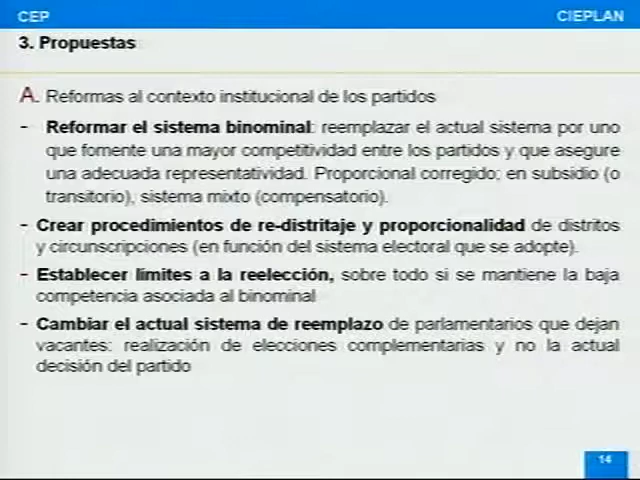 CEP CIEPLAN
3. Propuestas
A. Reformas al contexto institucional de los partidos
- Reformar el sistema binominal: reemplazar el actual sistema por uno
que fomente una mayor competitividad entre los partidos y que asegure
una adecuada representatividad. Proporcional corregido; en subsidio (o
transitorio), sistema mixto (compensatorio).
- Crear procedimientos de re-distritaje y proporcionalidad de distritos
y circunscripciones (en función del sistema electoral que se adopte).
- Establecer límites a la reelección, sobre todo si se mantiene la baja
competencia asociada al binominal
- Cambiar el actual sistema de reemplazo de parlamentarios que dejan
vacantes: realización de elecciones complementarias y no la actual
decisión del partido
14